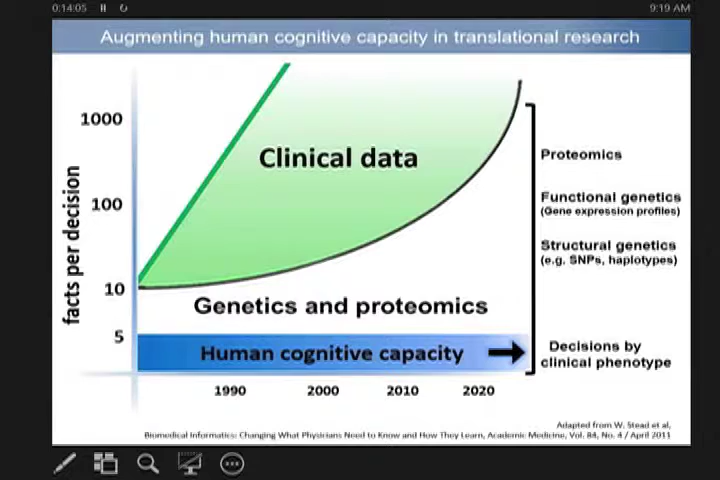 0:14:05
9:19 AM
Augmenting human cognitive capacity in translational research
1000
100
10
5
facts per decision
Clinical data
Genetics and proteomics
Human cognitive capacity
Proteomics
Functional genetics
(Gene expression profiles)
Structural genetics
(e.g. SNPs, haplotypes)
Decisions by
clinical phenotype
1990
2000
2010
2020
Adapted from W. Stead et al,
Biomedical Informatics: Changing What Physicians Need to Know and How They Learn, Academic Medicine, Vol. 84, No. 4 / April 2011